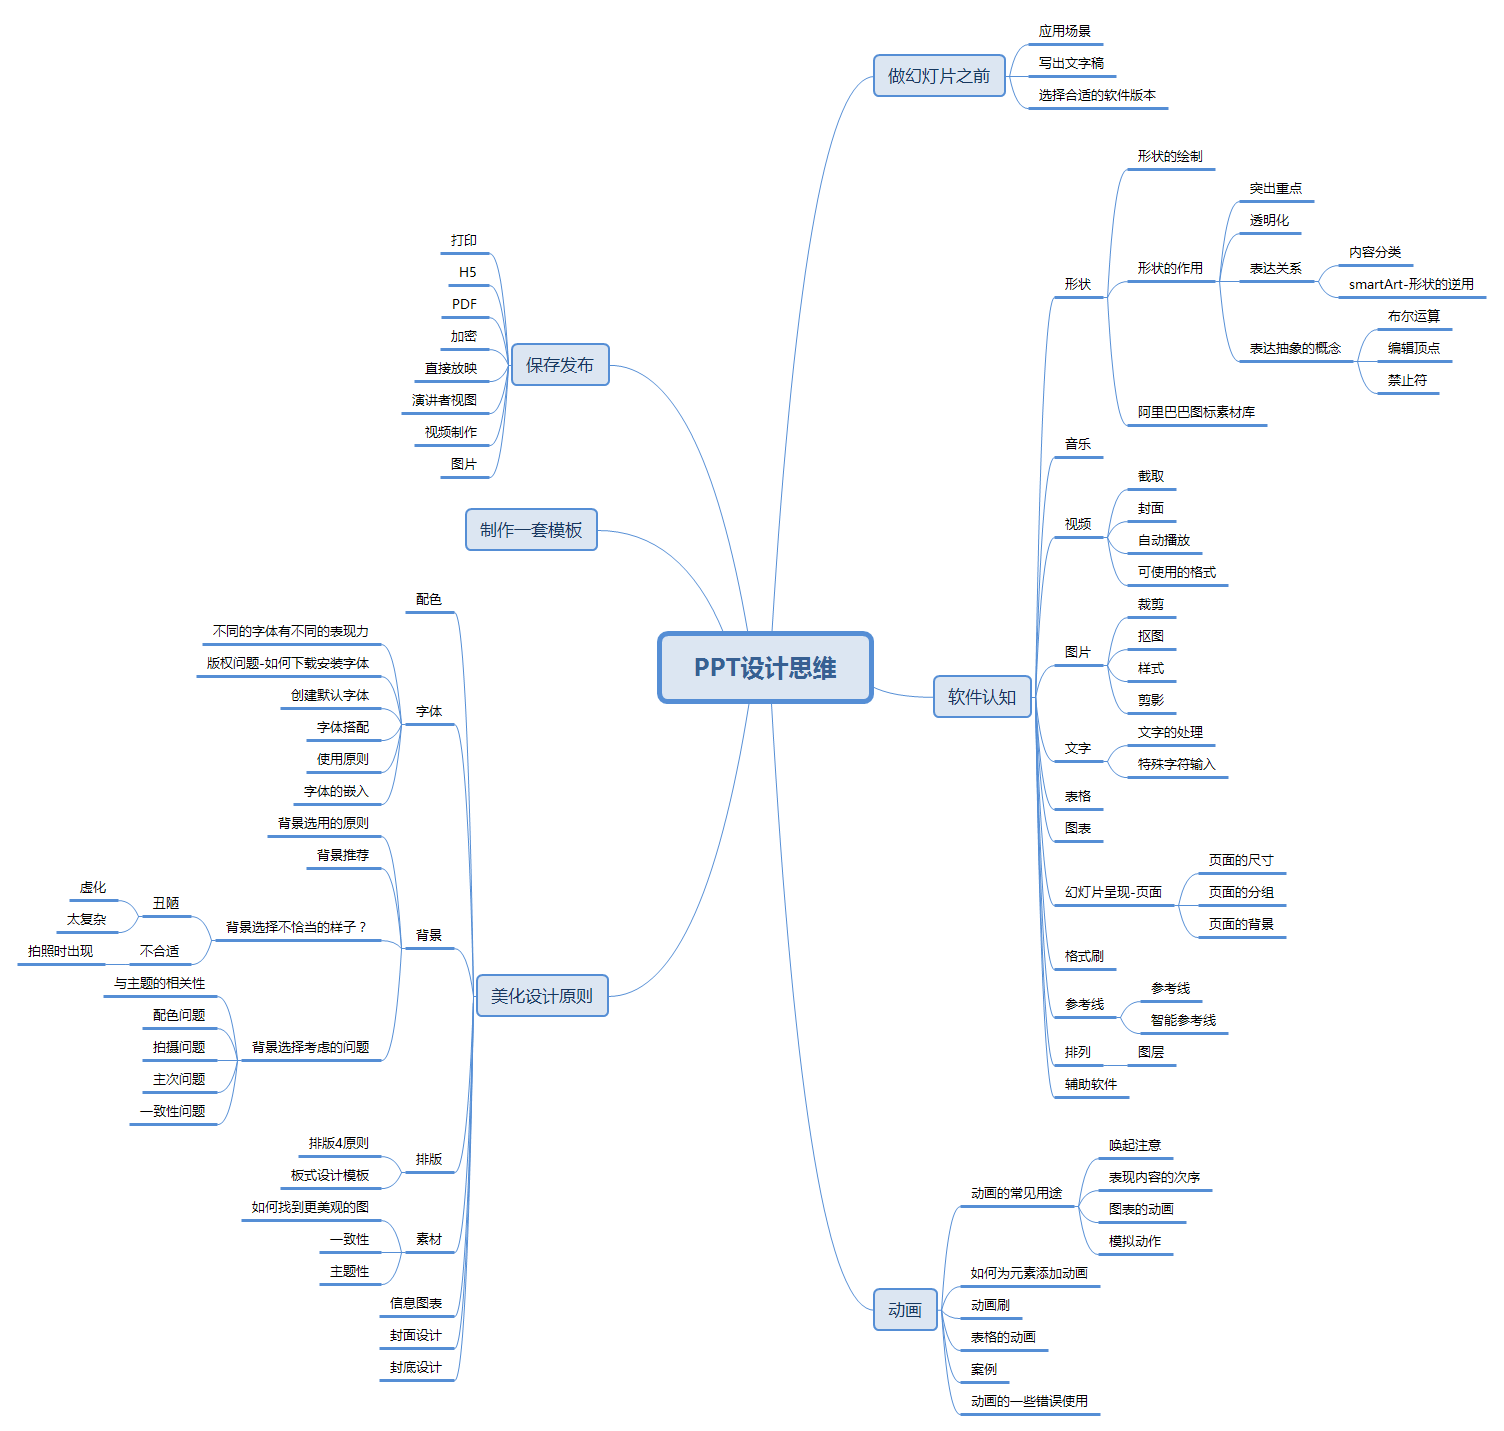 PPT设计思维
做幻灯片之前
应用场景
写出文字稿
选择合适的软件版本
软件认知
形状
形状的绘制
形状的作用
突出重点
透明化
表达关系
内容分类
smartArt-形状的逆用
表达抽象的概念
布尔运算
编辑顶点
禁止符
阿里巴巴图标素材库
音乐
视频
截取
封面
自动播放
可使用的格式
图片
裁剪
抠图
样式
剪影
文字
文字的处理
特殊字符输入
表格
图表
幻灯片呈现-页面
页面的尺寸
页面的分组
页面的背景
格式刷
参考线
参考线
智能参考线
排列
图层
辅助软件
动画
动画的常见用途
唤起注意
表现内容的次序
图表的动画
模拟动作
如何为元素添加动画
动画刷
表格的动画
案例
动画的一些错误使用
保存发布
打印
H5
PDF
加密
直接放映
演讲者视图
视频制作
图片
制作一套模板
美化设计原则
配色
字体
不同的字体有不同的表现力
版权问题-如何下载安装字体
创建默认字体
字体搭配
使用原则
字体的嵌入
背景
背景选用的原则
背景推荐
背景选择不恰当的样子？
丑陋
虚化
太复杂
不合适
拍照时出现
背景选择考虑的问题
与主题的相关性
配色问题
拍摄问题
主次问题
一致性问题
排版
排版4原则
板式设计模板
素材
如何找到更美观的图
一致性
主题性
信息图表
封面设计
封底设计